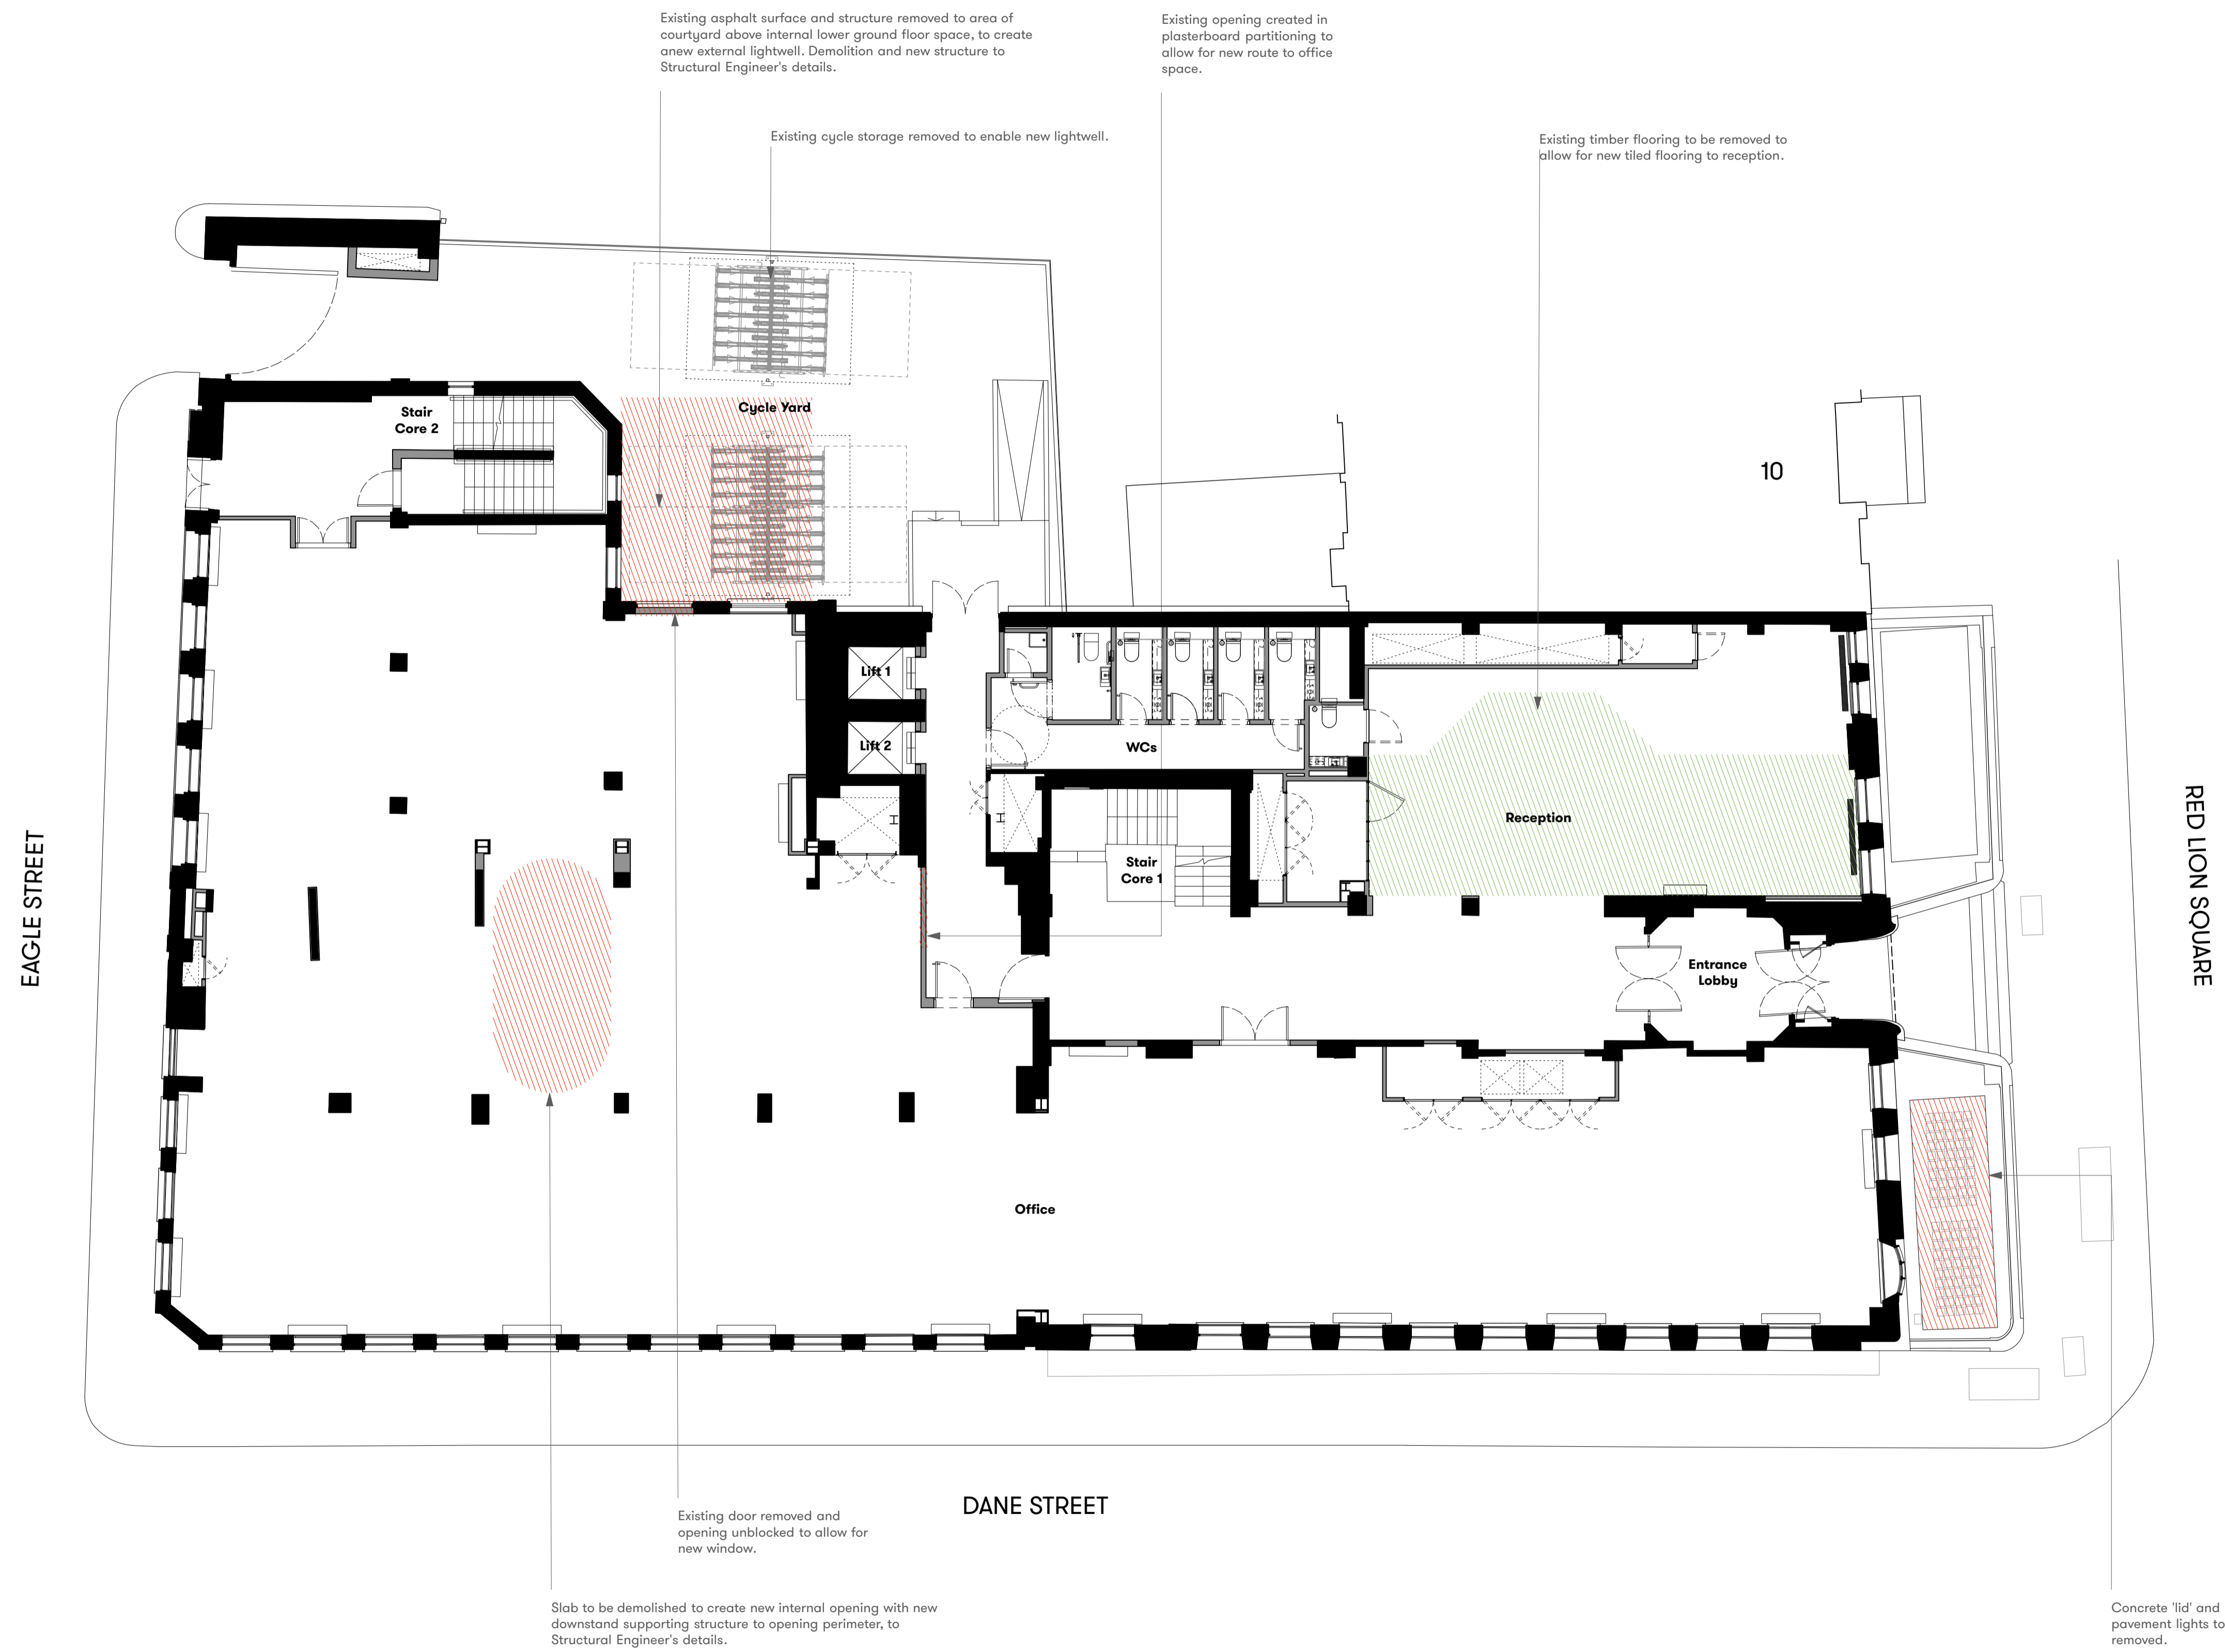 Existing asphalt surface and structure removed to area of
courtyard above internal lower ground floor space, to create
anew external lightwell. Demolition and new structure to
Structural Engineer's details.
Existing opening created in
plasterboard partitioning to
allow for new route to office
space.
Existing cycle storage removed to enable new lightwell.
Existing timber flooring to be removed to
allow for new tiled flooring to reception.
Cycle Yard
Stair
Core 2
10
Lift 1
Lift 2
WCs
Reception
Stair
Core 1
Entrance
Lobby
EAGLE STREET
RED LION SQUARE
Office
DANE STREET
Existing door removed and
opening unblocked to allow for
new window.
Slab to be demolished to create new internal opening with new
downstand supporting structure to opening perimeter, to
Structural Engineer's details.
Concrete 'lid' and
pavement lights to
removed.